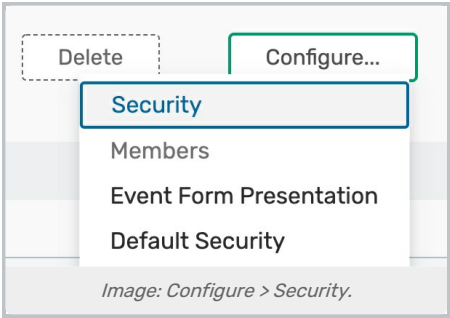 Delete
Configure...
Security
Members
Event Form Presentation
Default Security
Image: Configure > Security.